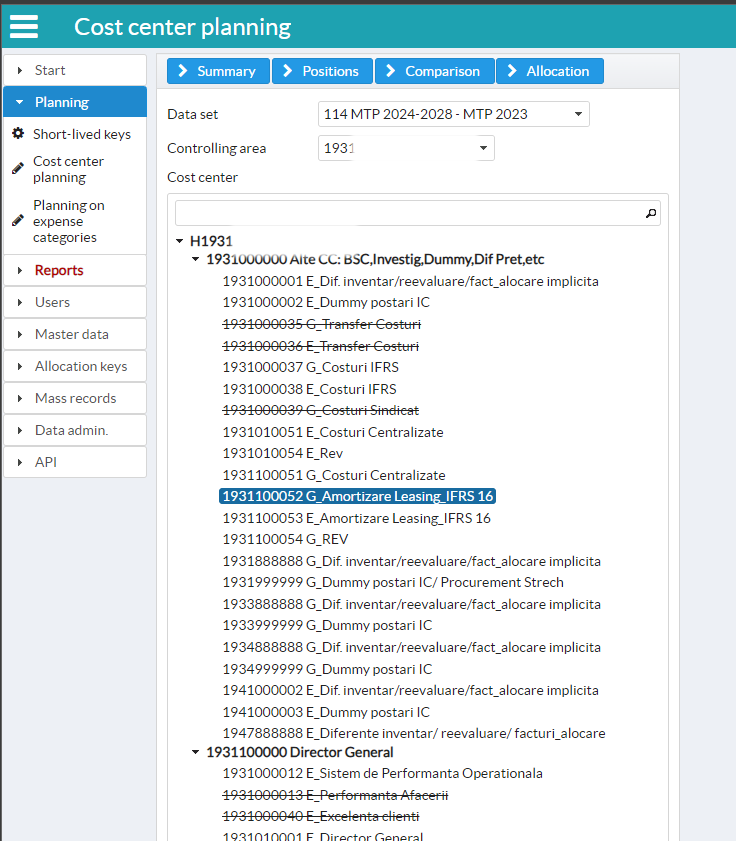 Cost center planning
Start
Planning
Short-lived keys
Cost center
planning
Planning on
expense
categories
Reports
Users
Master data
Allocation keys
Mass records
Data admin.
API
Summary
Positions
Comparison
Allocation
Data set
114 MTP 2024-2028 - MTP 2023
Controlling area
1931
Cost center
H1931
1931000000 Alte CC: BSC,Investig,Dummy,Dif Pret,etc
1931000001 E_Dif. inventar/reevaluare/fact_alocare implicita
1931000002 E_Dummy postari IC
1931000035 G_Transfer Costuri
1931000036 E_Transfer Costuri
1931000037 G_Costuri IFRS
1931000038 E_Costuri IFRS
1931000039 G_Costuri Sindicat
1931010051 E_Costuri Centralizate
1931010054 E_Rev
1931100051 G_Costuri Centralizate
1931100052 G_Amortizare Leasing_IFRS 16
1931100053 E_Amortizare Leasing_IFRS 16
1931100054 G_REV
1931888888 G_Dif. inventar/reevaluare/fact_alocare implicita
1931999999 G_Dummy postari IC/ Procurement Strech
1933888888 G_Dif. inventar/reevaluare/fact_alocare implicita
1933999999 G_Dummy postari IC
1934888888 G_Dif. inventar/reevaluare/fact_alocare implicita
1934999999 G_Dummy postari IC
1941000002 E_Dif. inventar/reevaluare/fact_alocare implicita
1941000003 E_Dummy postari IC
1947888888 E_Diferente inventar/ reevaluare/ facturi_alocare
1931100000 Director General
1931000012 E_Sistem de Performanta Operationala
1931000013 E_Performanta Afacerii
1931000040 E_Excelenta clienti
1931010001 E_Director General